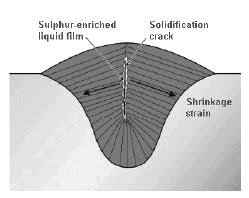 Sulphur-enriched
liquid film
Solidification
crack
Shrinkage
strain